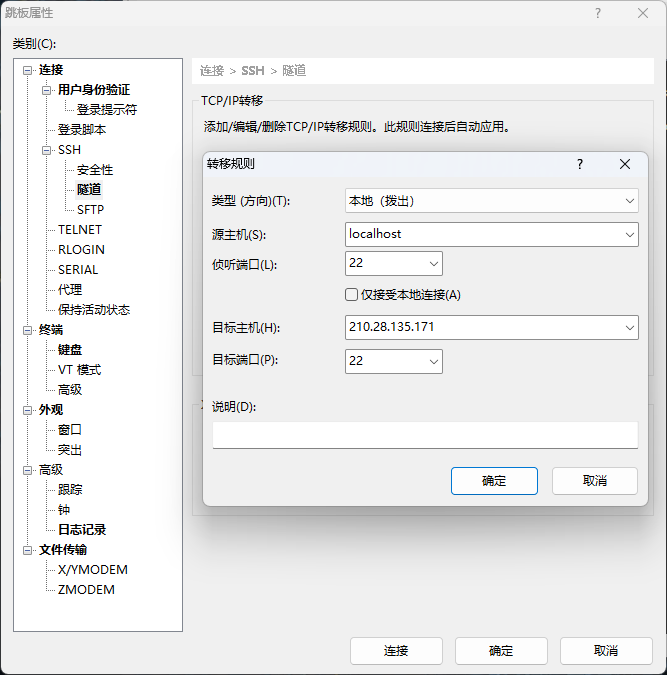 跳板属性
?
类别(C):
连接
用户身份验证
登录提示符
登录脚本
SSH
安全性
隧道
SFTP
TELNET
RLOGIN
SERIAL
代理
保持活动状态
终端
键盘
VT 模式
高级
外观
窗口
突出
高级
跟踪
钟
日志记录
文件传输
X/YMODEM
ZMODEM
连接 > SSH > 隧道
TCP/IP转移
添加/编辑/删除TCP/IP转移规则。此规则连接后自动应用。
转移规则
?
类型 (方向)(T): 本地（拨出）
源主机(S): localhost
侦听端口(L): 22
仅接受本地连接(A)
目标主机(H): 210.28.135.171
目标端口(P): 22
说明(D):
确定 取消
连接 确定 取消